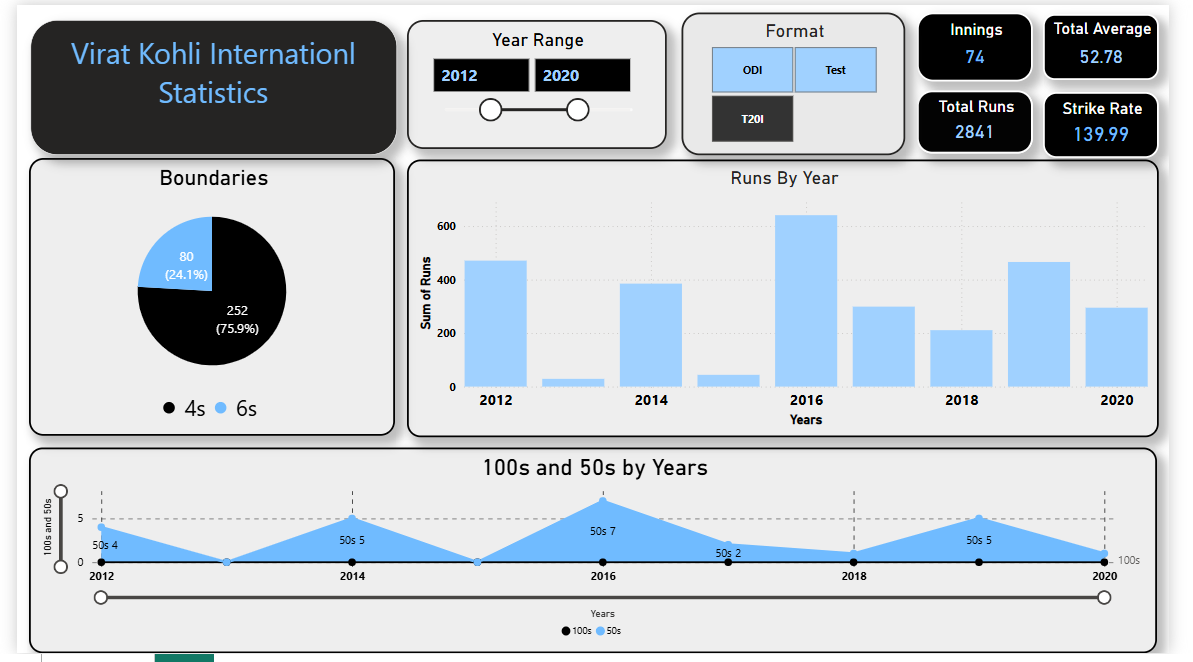 Virat Kohli Internationl
Statistics
Year Range
2012
2020
Format
ODI
Test
T20I
Innings
74
Total Average
52.78
Total Runs
2841
Strike Rate
139.99
Boundaries
80
(24.1%)
252
(75.9%)
4s
6s
Runs By Year
Sum of Runs
600
400
200
0
2012
2014
2016
2018
2020
Years
100s and 50s by Years
100s and 50s
5
0
50s 4
50s 5
50s 7
50s 2
50s 5
100s
2012
2014
2016
2018
2020
Years
100s
50s